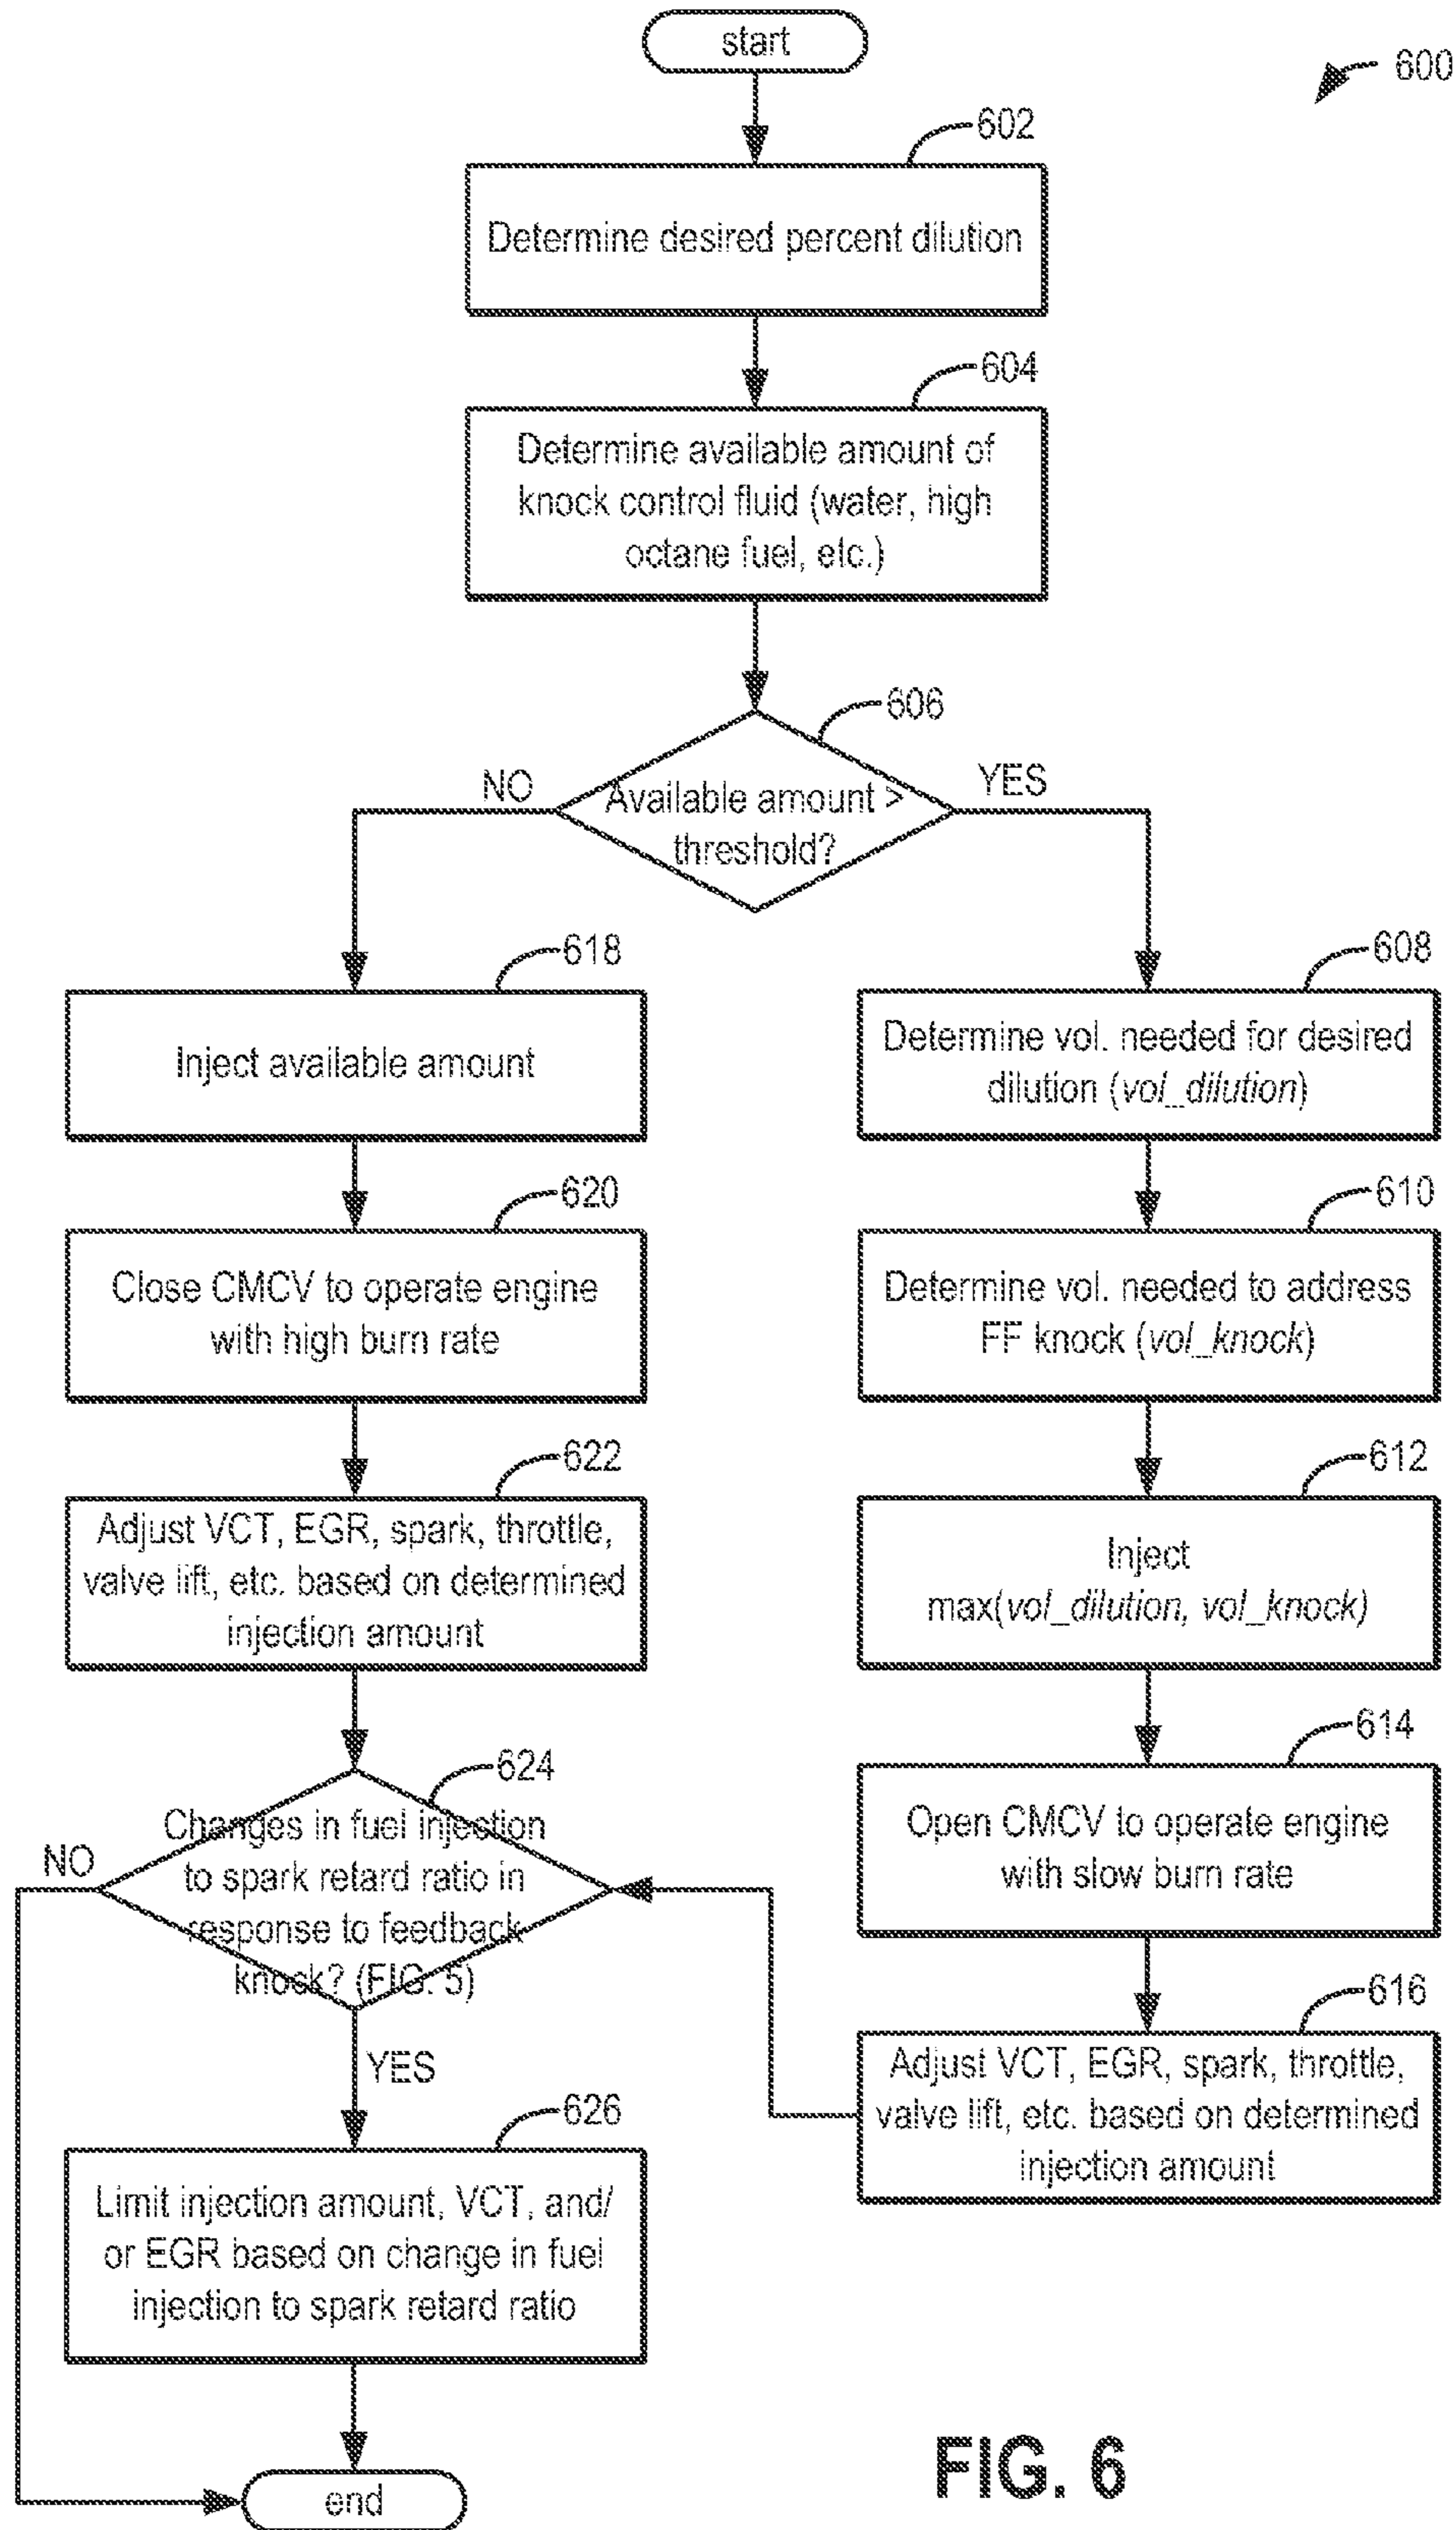 start
600
602
Determine desired percent dilution
604
Determine available amount of
knock control fluid (water, high
octane fuel, etc.)
606
NO
YES
Available amount >
threshold?
618
Inject available amount
608
Determine vol. needed for desired
dilution (vol_dilution)
620
Close CMCV to operate engine
with high burn rate
610
Determine vol. needed to address
FF knock (vol_knock)
622
Adjust VCT, EGR, spark, throttle,
valve lift, etc. based on determined
injection amount
612
Inject
max(vol_dilution, vol_knock)
614
Open CMCV to operate engine
with slow burn rate
616
Adjust VCT, EGR, spark, throttle,
valve lift, etc. based on determined
injection amount
624
Changes in fuel injection
to spark retard ratio in
response to feedback
knock? (FIG. 5)
NO
YES
626
Limit injection amount, VCT, and/
or EGR based on change in fuel
injection to spark retard ratio
end
FIG. 6